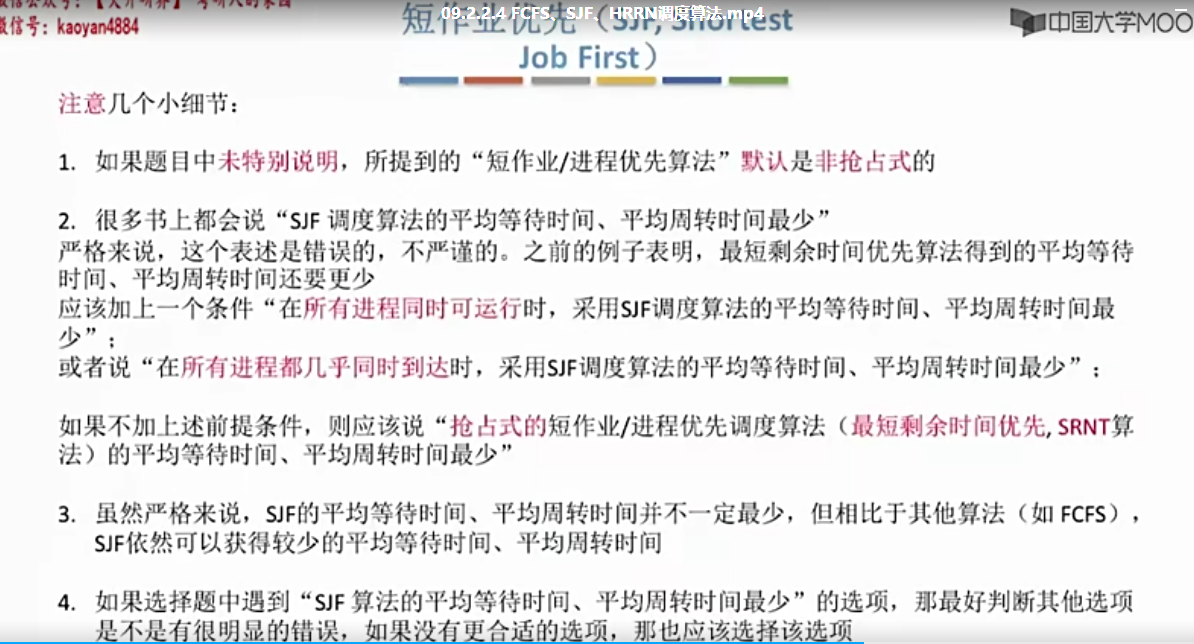 微信号：kaoyan4884
09.2.2.4 FCFS、SJF、HRRN调度算法.mp4
中国大学MOO
短作业优先（SJF, Shortest
Job First）
注意几个小细节：
1. 如果题目中未特别说明，所提到的“短作业/进程优先算法”默认是非抢占式的
2. 很多书上都会说“SJF 调度算法的平均等待时间、平均周转时间最少”
严格来说，这个表述是错误的，不严谨的。之前的例子表明，最短剩余时间优先算法得到的平均等待
时间、平均周转时间还要更少
应该加上一个条件“在所有进程同时可运行时，采用SJF调度算法的平均等待时间、平均周转时间最
少”；
或者说“在所有进程都几乎同时到达时，采用SJF调度算法的平均等待时间、平均周转时间最少”；
如果不加上述前提条件，则应该说“抢占式的短作业/进程优先调度算法（最短剩余时间优先, SRNT算
法）的平均等待时间、平均周转时间最少”
3. 虽然严格来说，SJF的平均等待时间、平均周转时间并不一定最少，但相比于其他算法（如 FCFS），
SJF依然可以获得较少的平均等待时间、平均周转时间
4. 如果选择题中遇到“SJF 算法的平均等待时间、平均周转时间最少”的选项，那最好判断其他选项
是不是有很明显的错误，如果没有更合适的选项，那也应该选择该选项